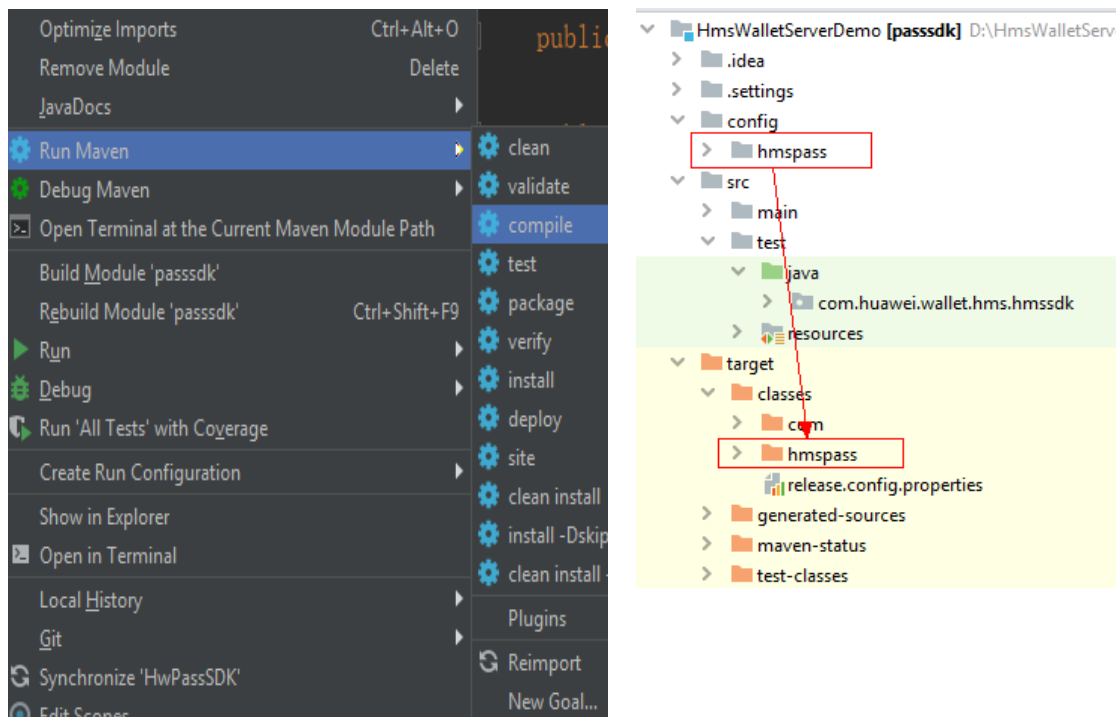 Optimize Imports Ctrl+Alt+O
Remove Module Delete
JavaDocs
Run Maven
Debug Maven
Open Terminal at the Current Maven Module Path
Build Module 'passsdk'
Rebuild Module 'passsdk' Ctrl+Shift+F9
Run
Debug
Run 'All Tests' with Coverage
Create Run Configuration
Show in Explorer
Open in Terminal
Local History
Git
Synchronize 'HwPassSDK'
Edit Scopes
public
clean
validate
compile
test
package
verify
install
deploy
site
clean install
install -Dskip
clean install -
Plugins
Reimport
New Goal...
HmsWalletServerDemo [passsdk] D:\HmsWalletServ
.idea
.settings
config
hmspass
src
main
test
java
com.huawei.wallet.hms.hmssdk
resources
target
classes
com
hmspass
release.config.properties
generated-sources
maven-status
test-classes